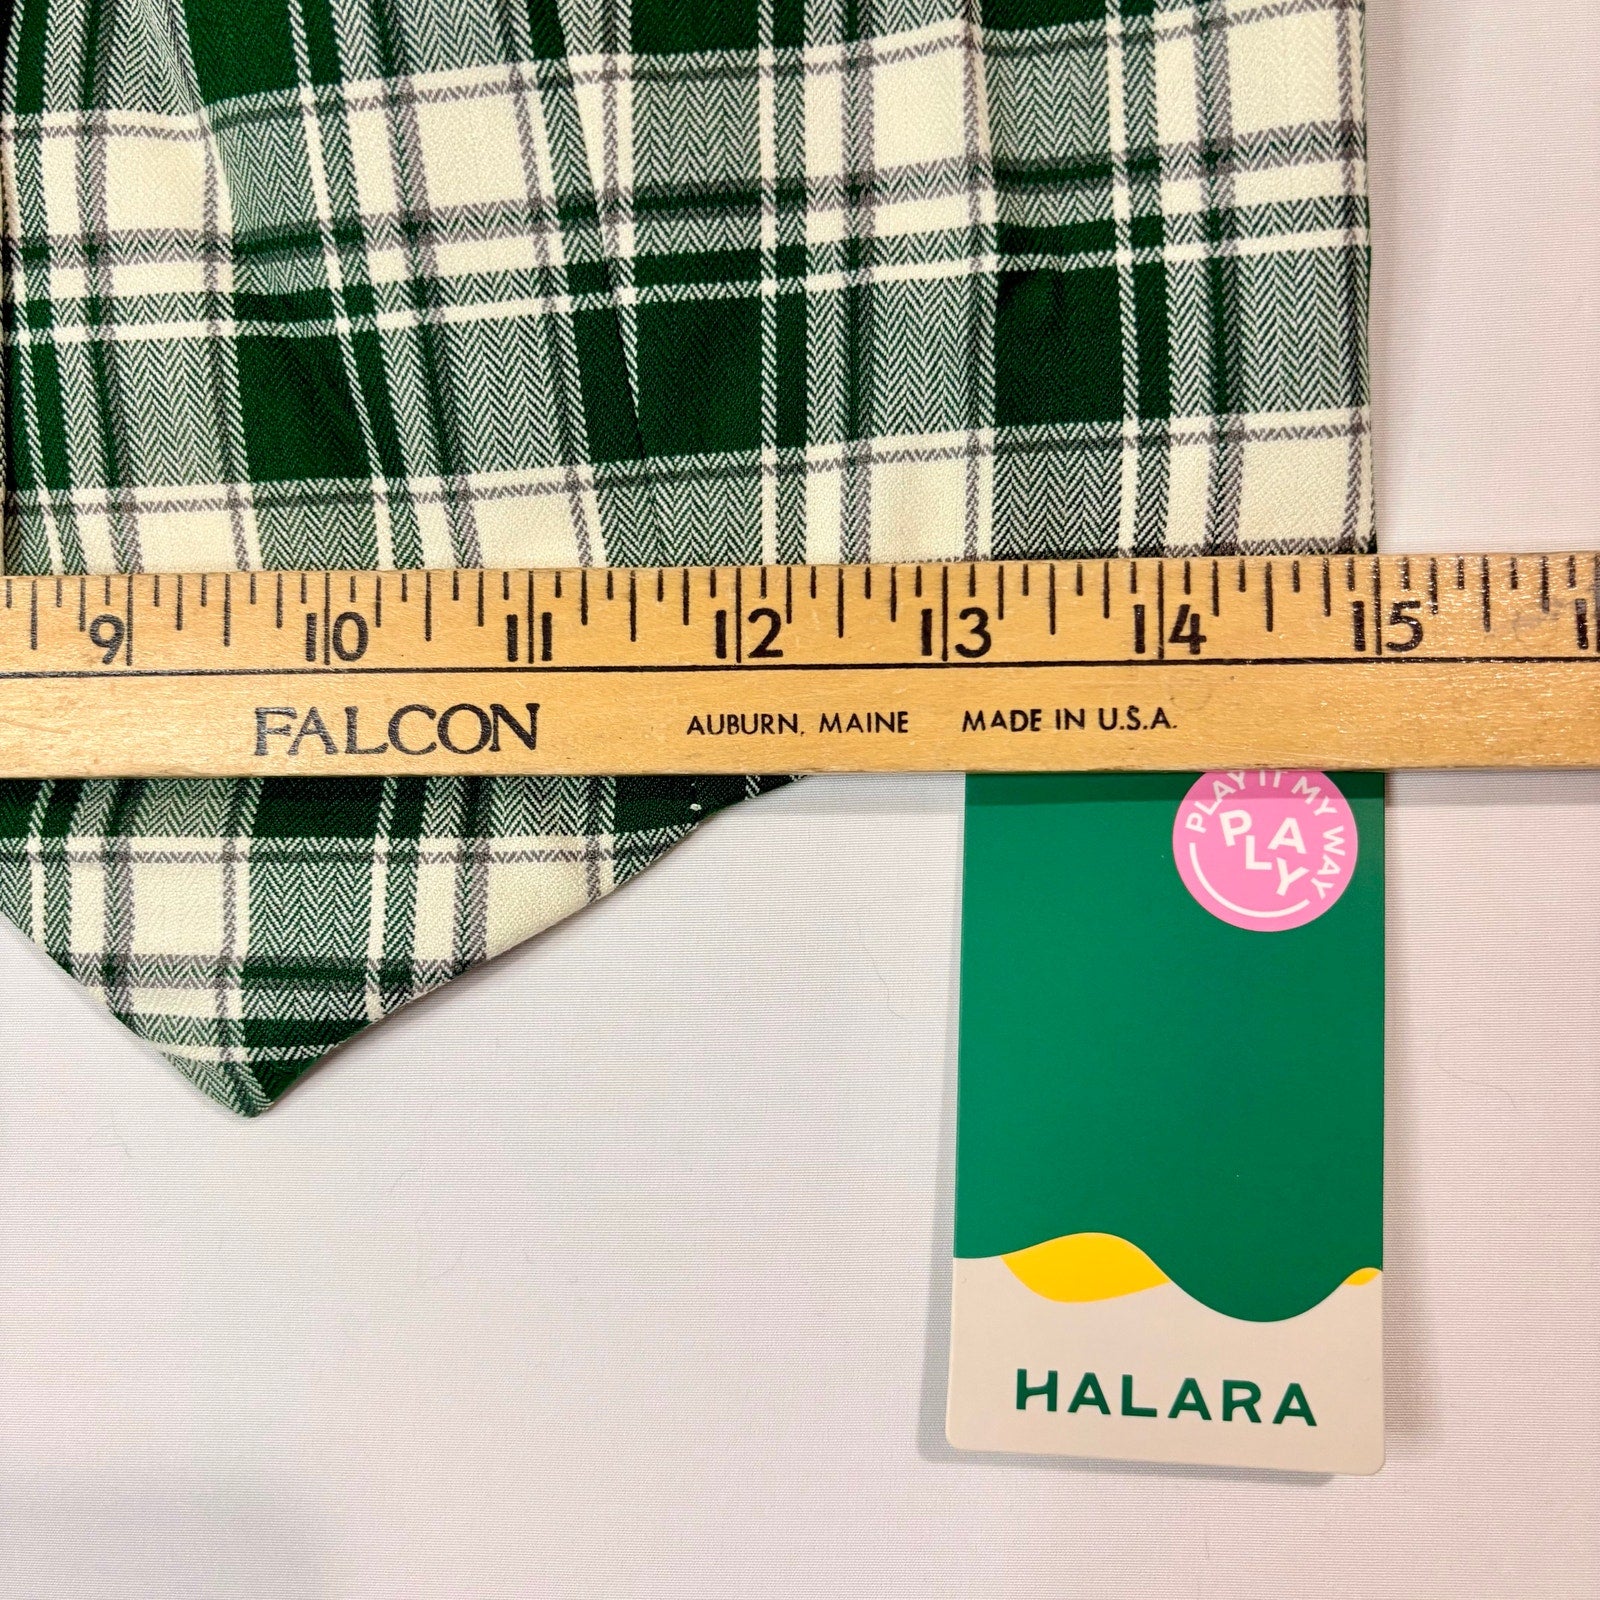 9 10 11 12 13 14 15
FALCON
AUBURN, MAINE MADE IN U.S.A.
PLAY IT MY WAY
PLAY
HALARA